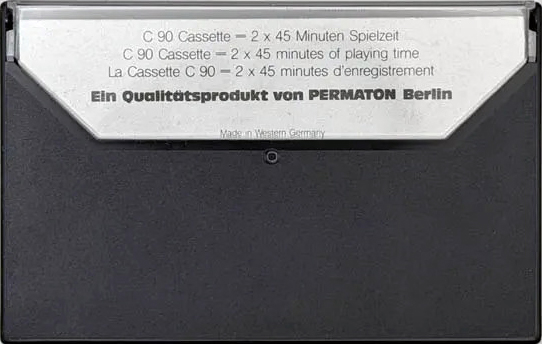 C 90 Cassette — 2 x 45 Minuten Spielzeit
C 90 Cassette — 2 x 45 minutes of playing time
La Cassette C 90 — 2 x 45 minutes d'enregistrement
Ein Qualitätsprodukt von PERMATON Berlin
Made in Western Germany